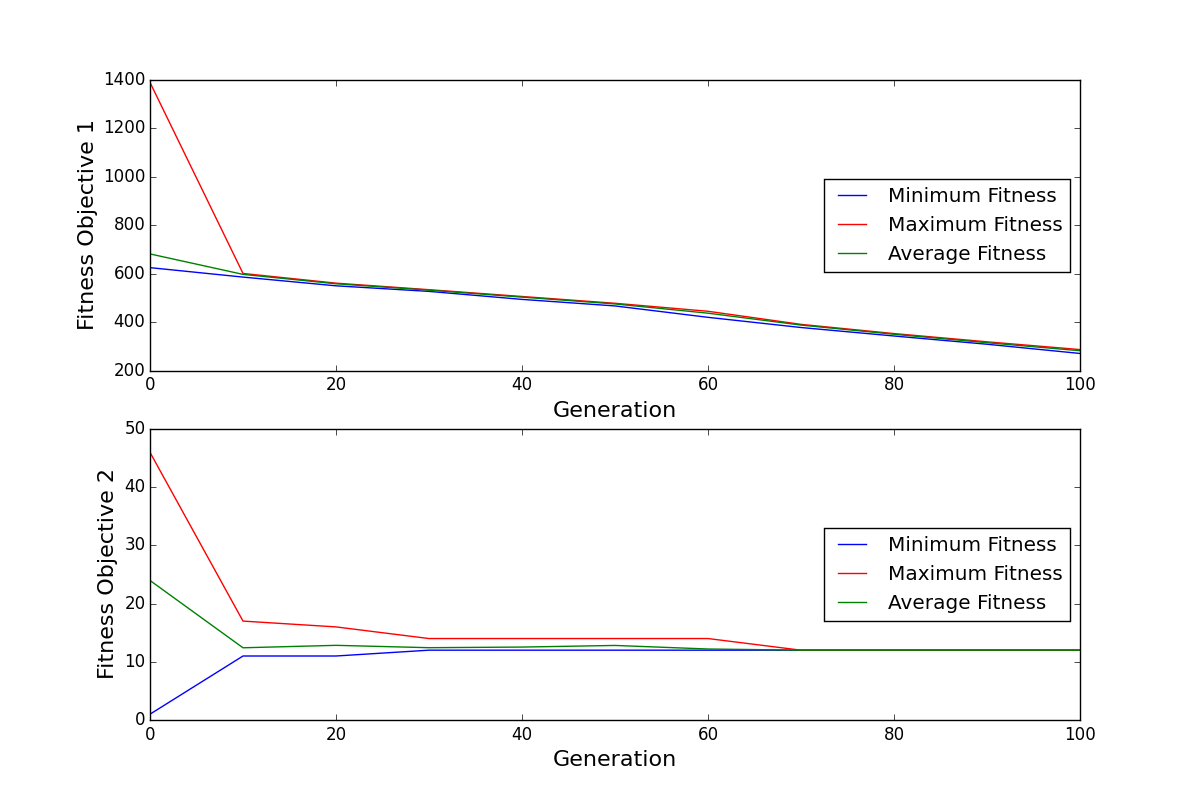 1400
1200
1000
800
600
400
200
Fitness Objective 1
Minimum Fitness
Maximum Fitness
Average Fitness
0 20 40 60 80 100
Generation
50
40
30
20
10
0
Fitness Objective 2
Minimum Fitness
Maximum Fitness
Average Fitness
0 20 40 60 80 100
Generation